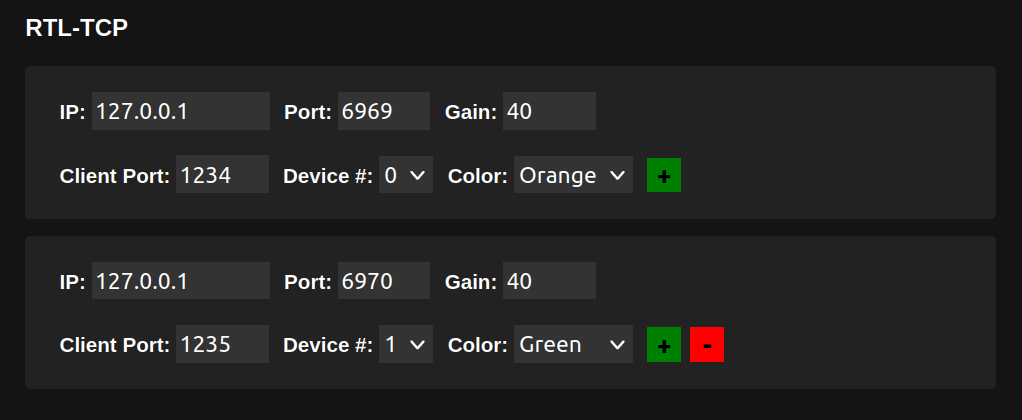 RTL-TCP
IP: 127.0.0.1 Port: 6969 Gain: 40
Client Port: 1234 Device #: 0 Color: Orange +
IP: 127.0.0.1 Port: 6970 Gain: 40
Client Port: 1235 Device #: 1 Color: Green + -